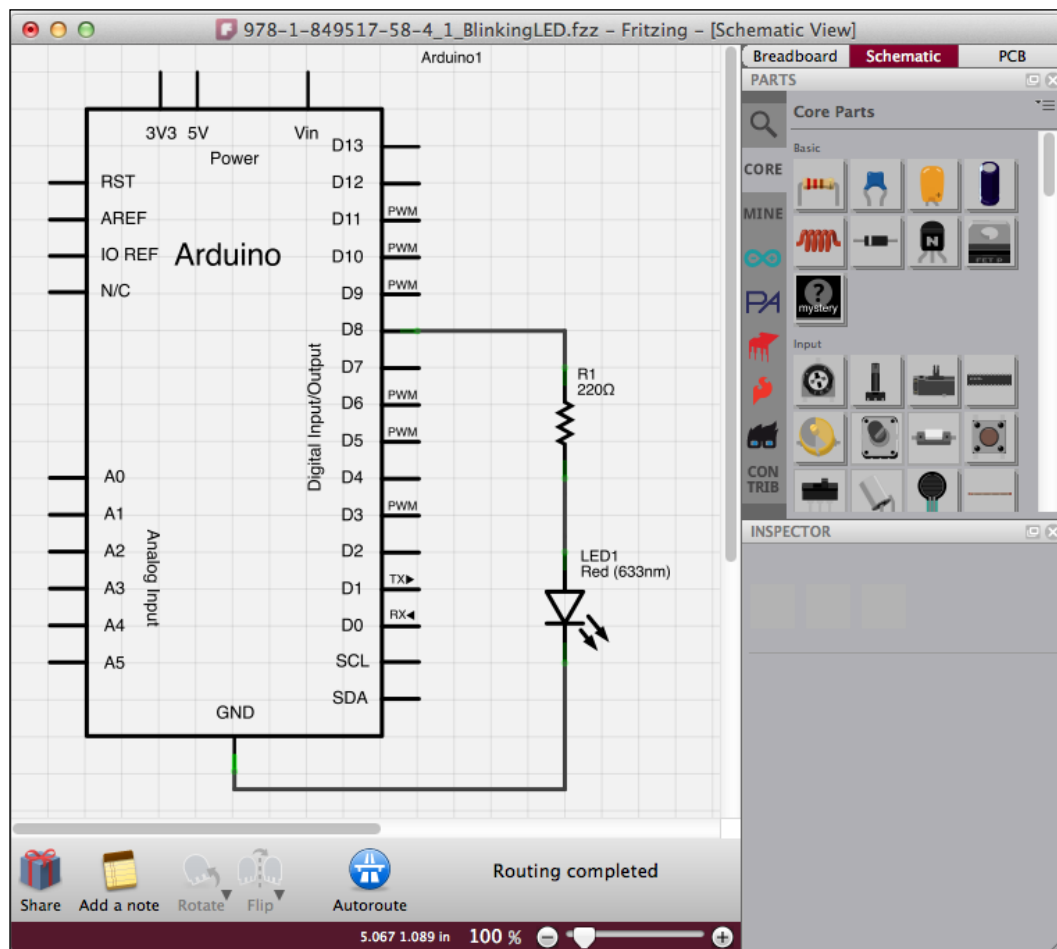 978-1-849517-58-4_1_BlinkingLED.fzz – Fritzing – [Schematic View]
Arduino1
3V3 5V Vin
Power
RST
AREF
IO REF
N/C
Arduino
A0
A1
A2
A3
A4
A5
Analog Input
Digital Input/Output
D13
D12
D11 PWM
D10 PWM
D9 PWM
D8
D7
D6 PWM
D5 PWM
D4
D3 PWM
D2
D1 TX
D0 RX
SCL
SDA
GND
R1
220Ω
LED1
Red (633nm)
Breadboard Schematic PCB
PARTS
Core Parts
CORE
MINE
PA
CON
TRIB
Basic
N
FET P
?
mystery
Input
INSPECTOR
Share Add a note Rotate Flip Autoroute
Routing completed
5.067 1.089 in 100 %